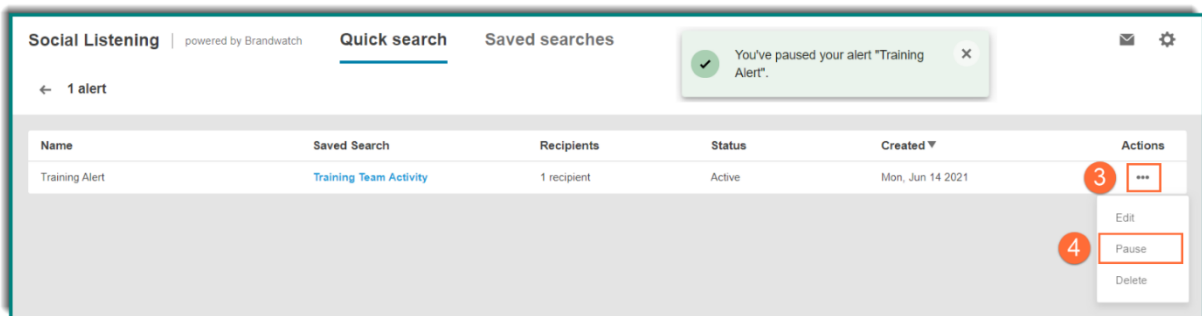 Social Listening | powered by Brandwatch Quick search Saved searches
You've paused your alert "Training
Alert".
← 1 alert
Name Saved Search Recipients Status Created ▼ Actions
Training Alert Training Team Activity 1 recipient Active Mon, Jun 14 2021 3 •••
Edit
4 Pause
Delete